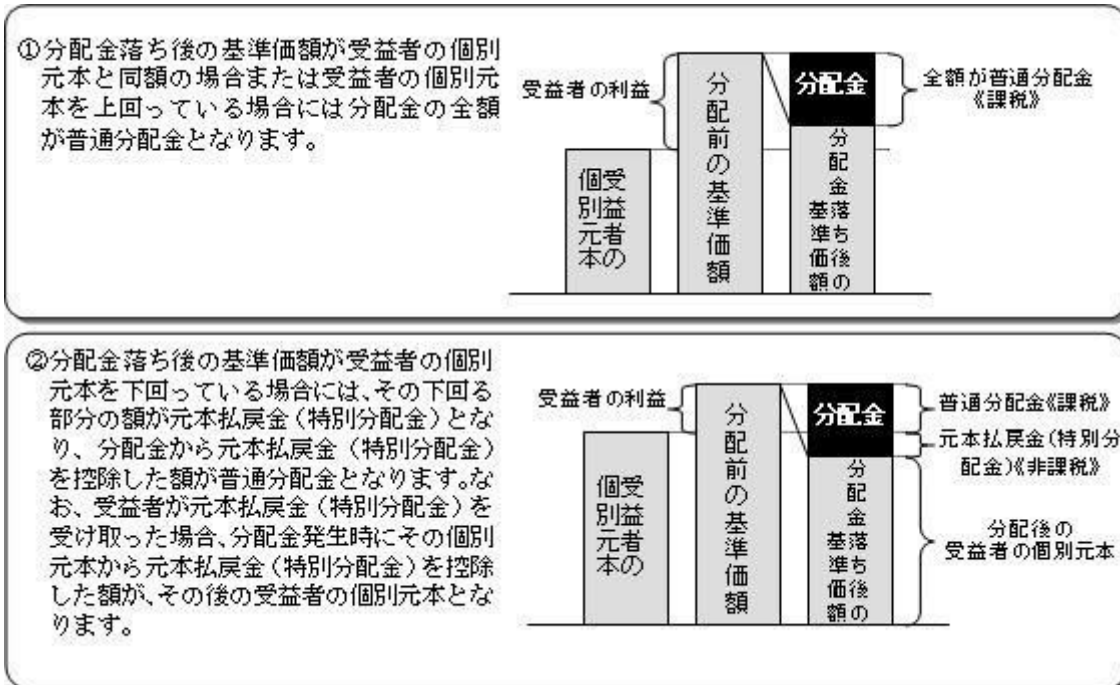 ①分配金落ち後の基準価額が受益者の個別
元本と同額の場合または受益者の個別元
本を上回っている場合には分配金の全額
が普通分配金となります。
受益者の利益
受益者の
個別元本
分配前の基準価額
分配金
分配金落ち後の
基準価額
全額が普通分配金
《課税》
②分配金落ち後の基準価額が受益者の個別
元本を下回っている場合には、その下回る
部分の額が元本払戻金（特別分配金）とな
り、分配金から元本払戻金（特別分配金）
を控除した額が普通分配金となります。な
お、受益者が元本払戻金（特別分配金）を
受け取った場合、分配金発生時にその個別
元本から元本払戻金（特別分配金）を控除
した額が、その後の受益者の個別元本とな
ります。
受益者の利益
受益者の
個別元本
分配前の基準価額
分配金
分配金落ち後の
基準価額
普通分配金《課税》
元本払戻金（特別分
配金）《非課税》
分配後の
受益者の個別元本